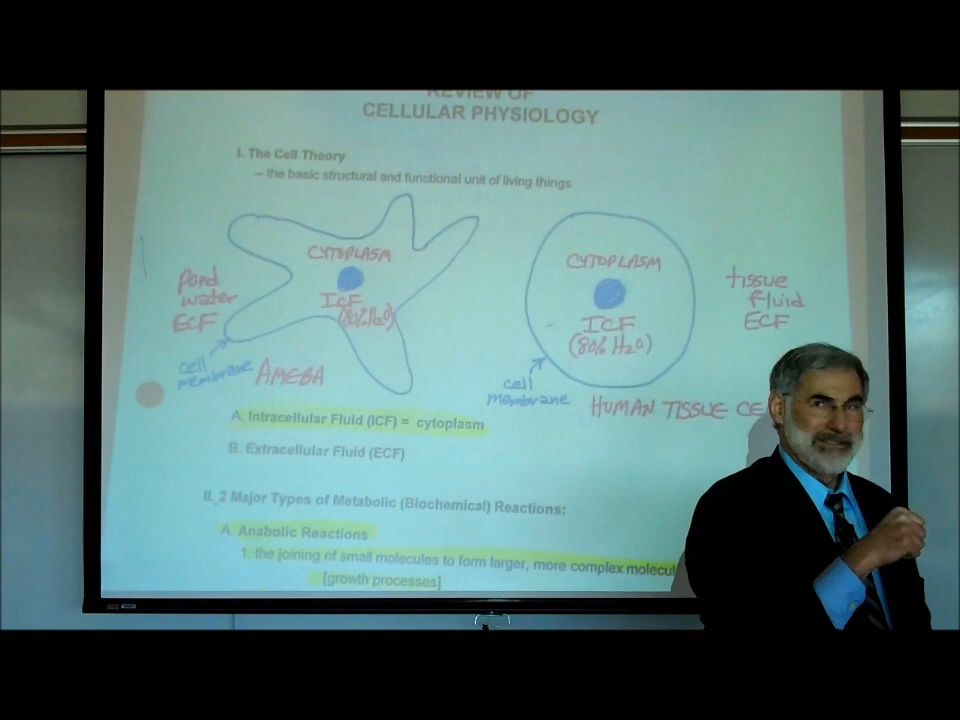 REVIEW OF
CELLULAR PHYSIOLOGY
I. The Cell Theory
– the basic structural and functional unit of living things
CYTOPLASM
ICF
(80% H2O)
Pond
water
ECF
cell
membrane
AMEBA
CYTOPLASM
ICF
(80% H2O)
tissue
fluid
ECF
cell
membrane
HUMAN TISSUE CE
A. Intracellular Fluid (ICF) = cytoplasm
B. Extracellular Fluid (ECF)
II. 2 Major Types of Metabolic (Biochemical) Reactions:
A. Anabolic Reactions
1. the joining of small molecules to form larger, more complex molecul
[growth processes]